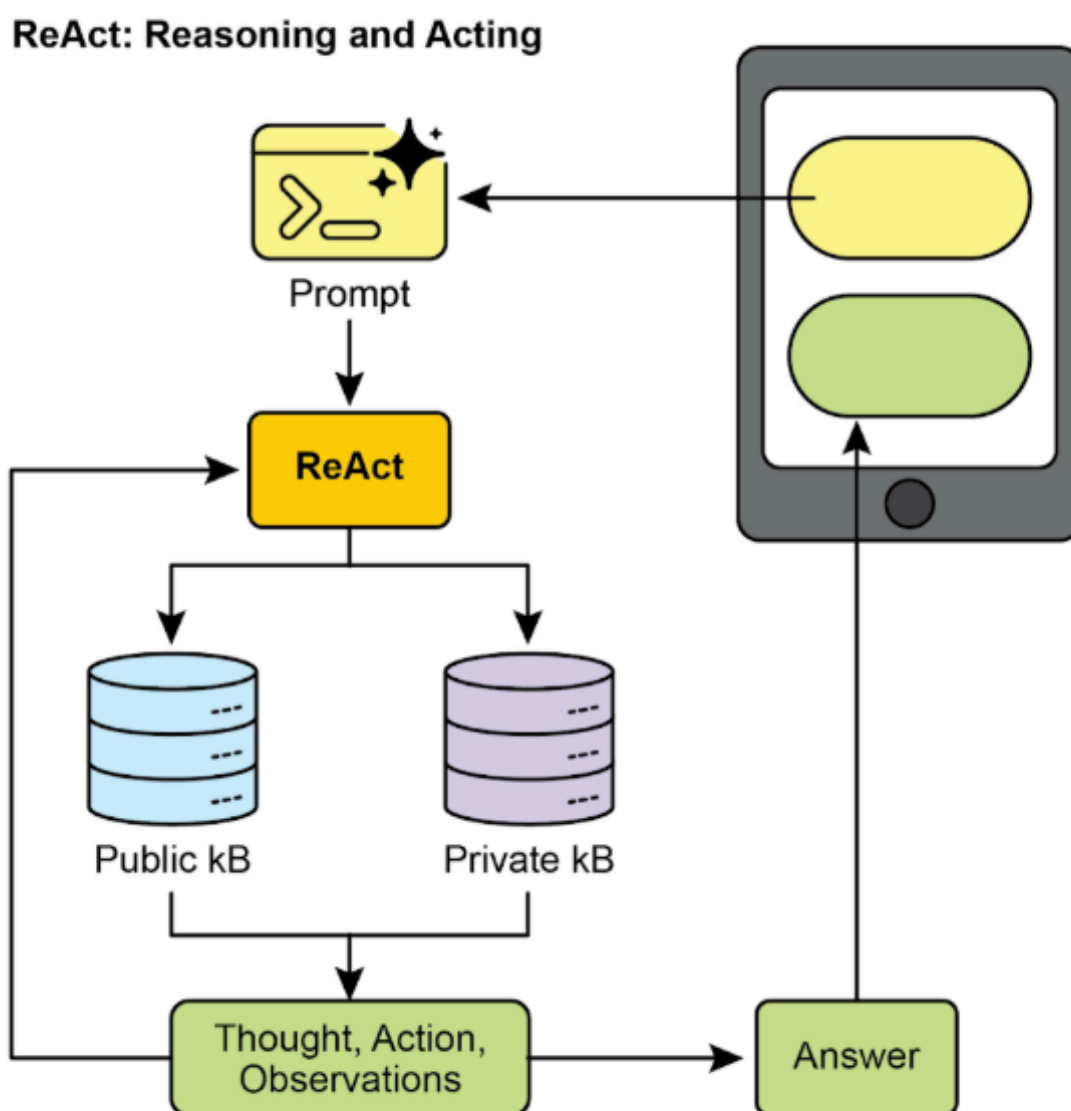 ReAct: Reasoning and Acting
Prompt
ReAct
Public kB
Private kB
Thought, Action,
Observations
Answer